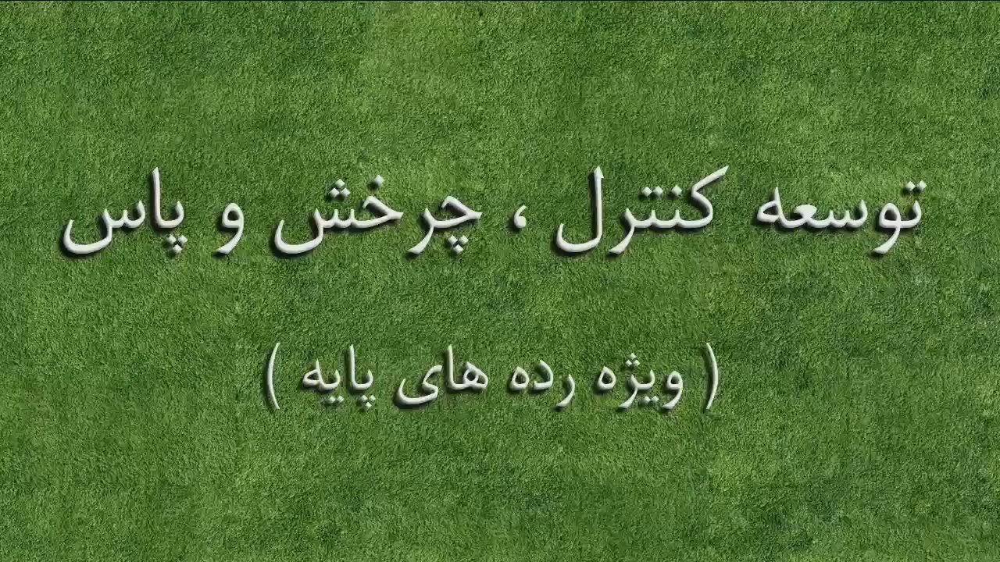 توسعه کنترل ، چرخش و پاس
( ویژه رده های پایه )